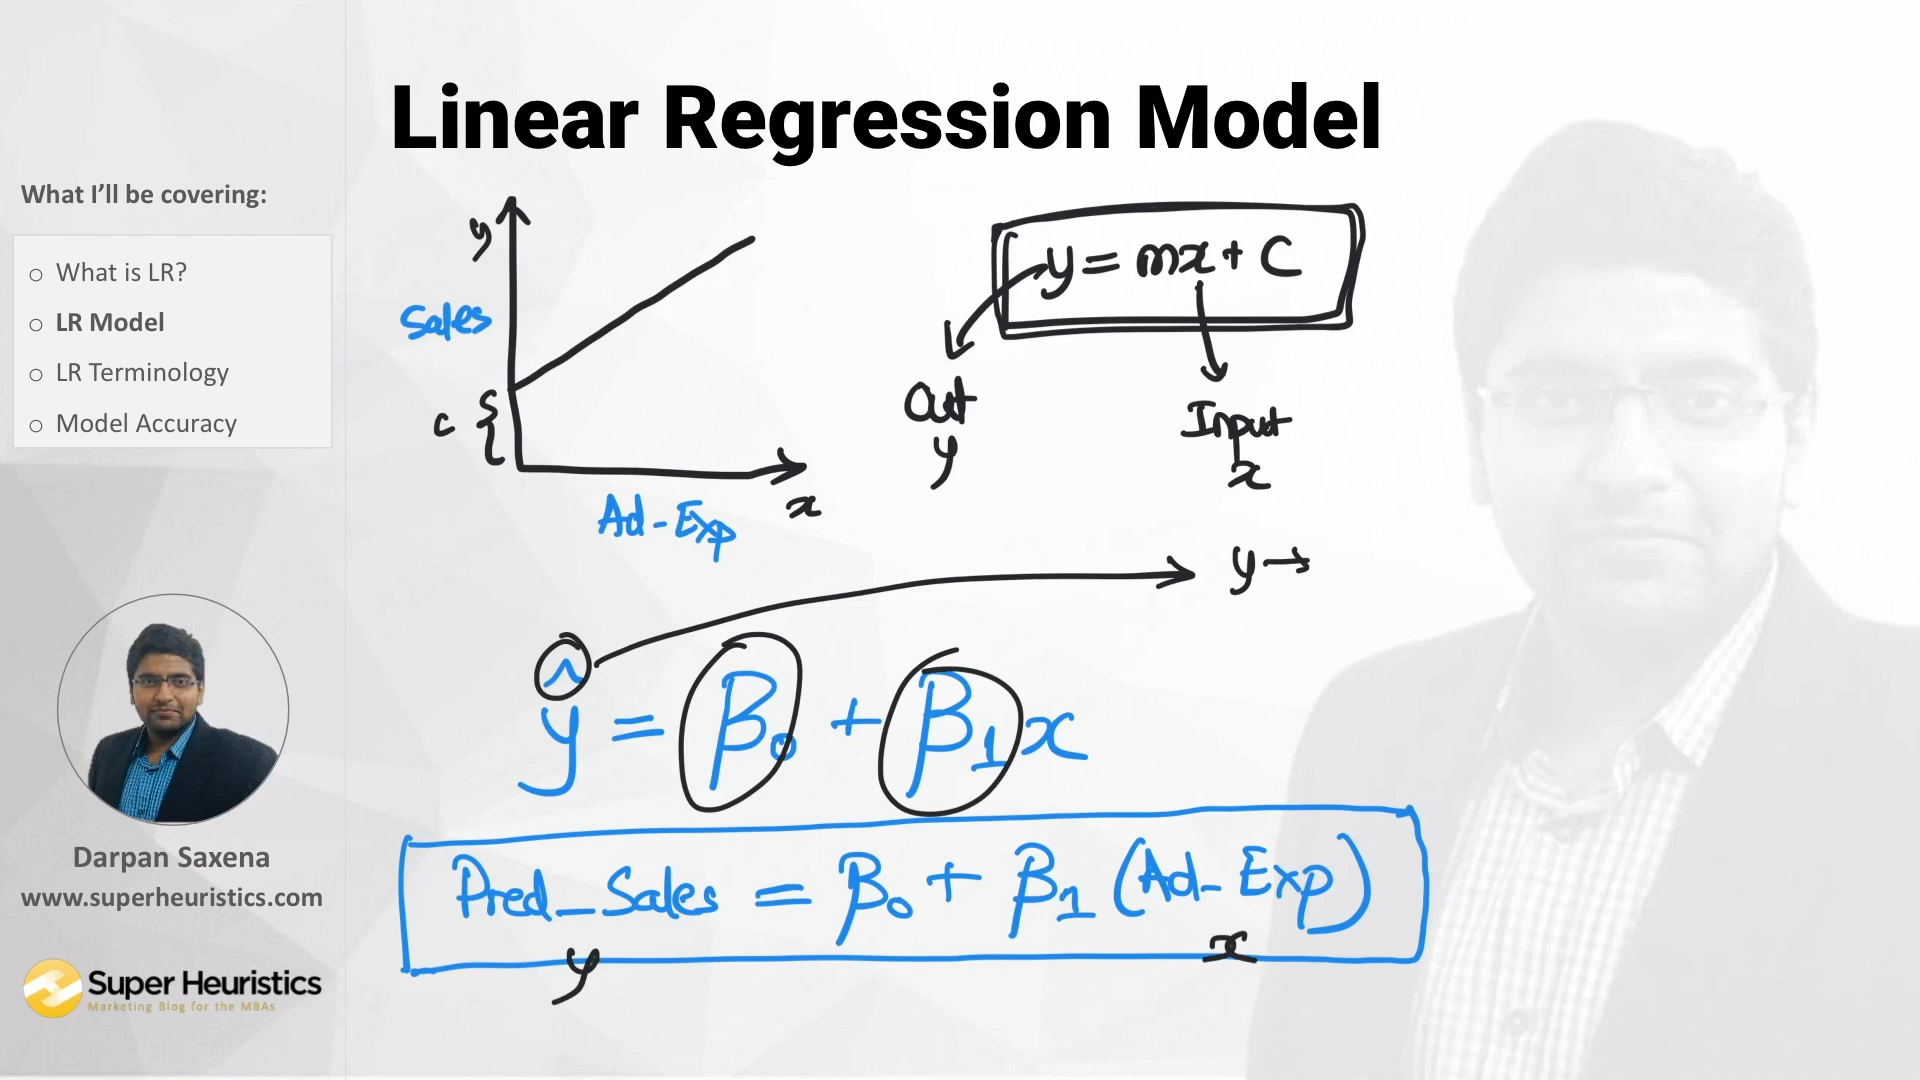 Linear Regression Model
What I'll be covering:
○ What is LR?
○ LR Model
○ LR Terminology
○ Model Accuracy
Darpan Saxena
www.superheuristics.com
Super Heuristics
Marketing Blog for the MBAs
y
Sales
c
x
Ad-Exp
y = mx + C
Out
y
Input
x
y →
ŷ = β₀ + β₁x
Pred_Sales = β₀ + β₁ (Ad-Exp)
y
x